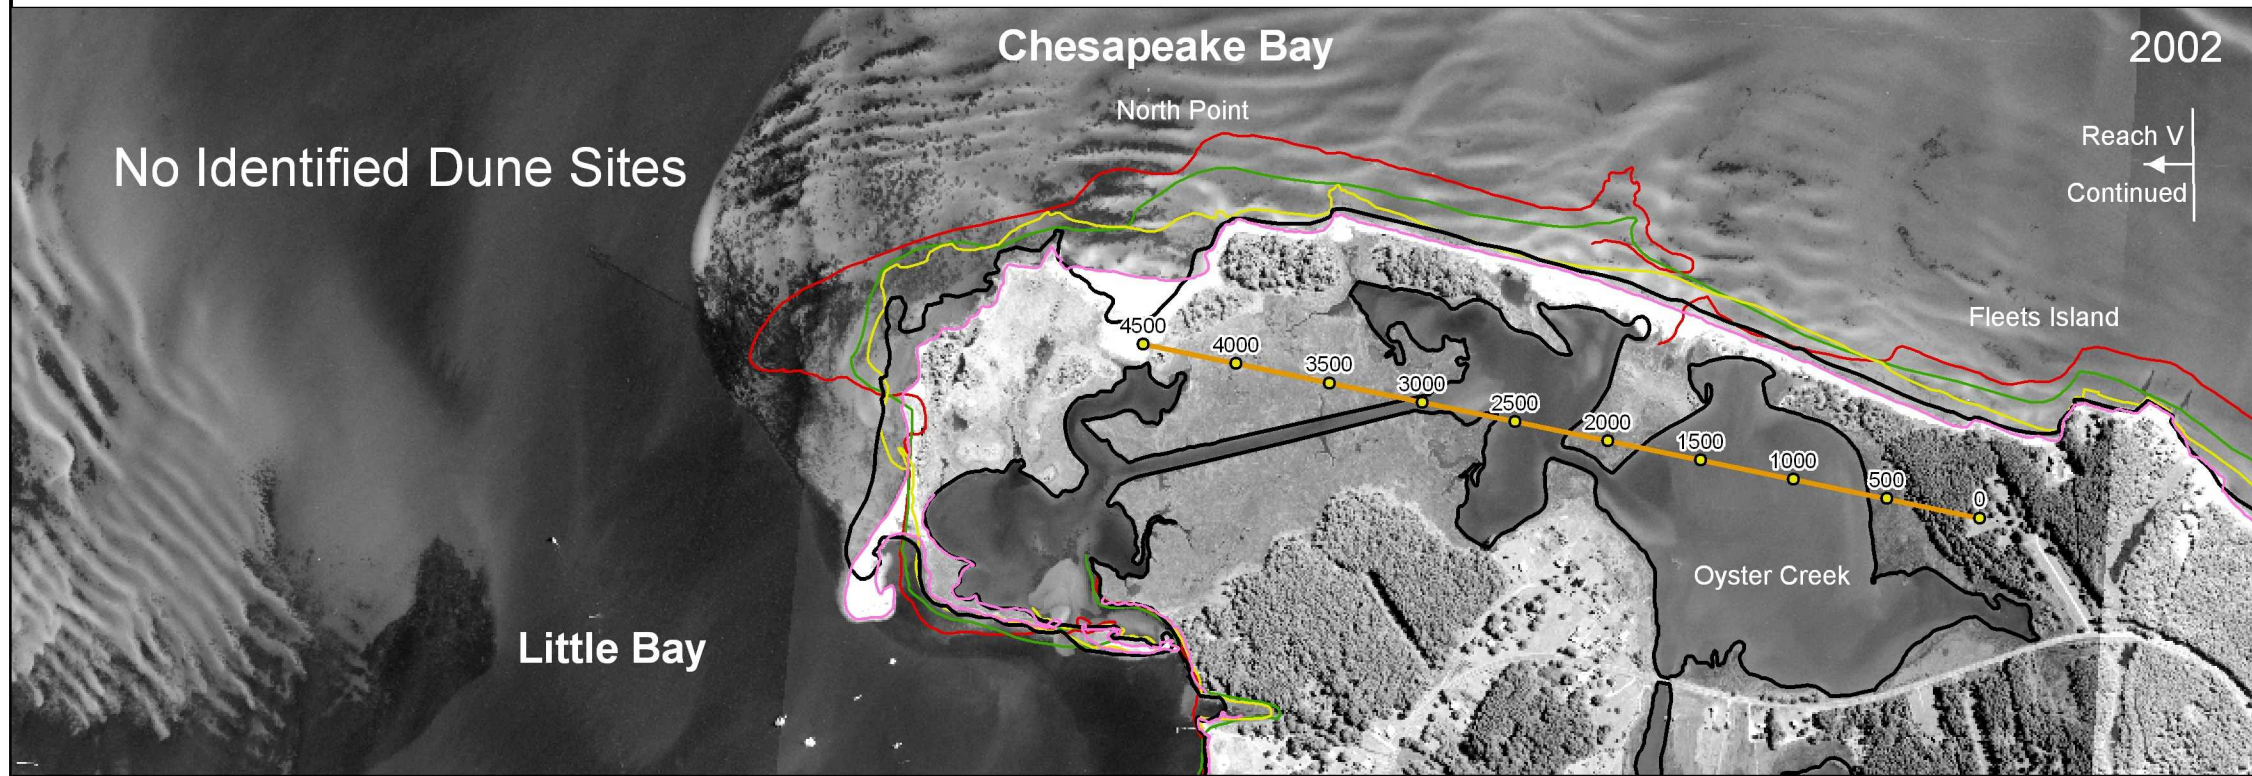 Chesapeake Bay
2002
North Point
Reach V
No Identified Dune Sites
Continued
Fleets Island
4500
4000
3500
3000
2500
2000
1500
1000
500
0
Oyster Creek
Little Bay